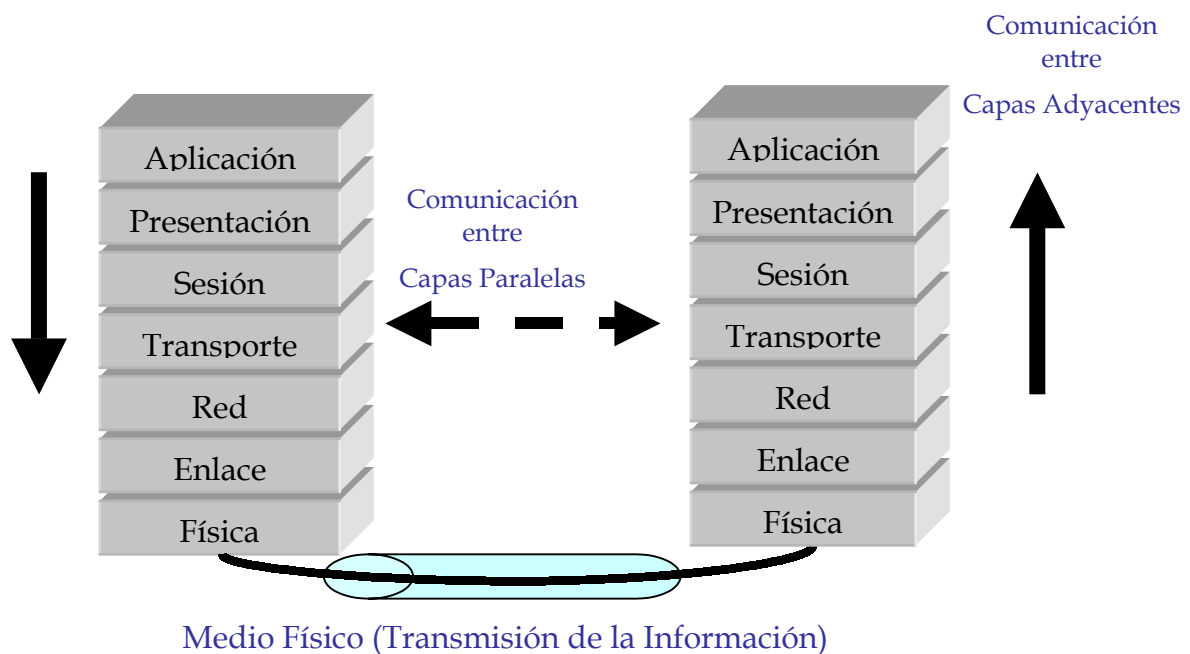 Comunicación
entre
Capas Adyacentes
Aplicación
Presentación
Sesión
Transporte
Red
Enlace
Física
Comunicación
entre
Capas Paralelas
Aplicación
Presentación
Sesión
Transporte
Red
Enlace
Física
Medio Físico (Transmisión de la Información)